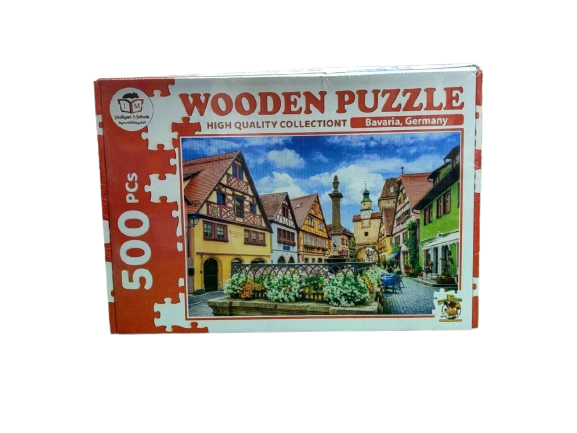 WOODEN PUZZLE
HIGH QUALITY COLLECTIONT
Bavaria, Germany
500 PCs